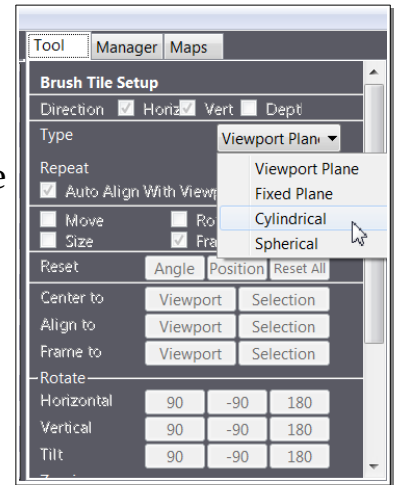 Tool Manager Maps
Brush Tile Setup
Direction Horiz Vert Dept
Type Viewport Plan
Viewport Plane
Repeat
Fixed Plane
Auto Align With View
Cylindrical
Move Ro
Spherical
Size Fra
Reset Angle Position Reset All
Center to Viewport Selection
Align to Viewport Selection
Frame to Viewport Selection
Rotate
Horizontal 90 -90 180
Vertical 90 -90 180
Tilt 90 -90 180